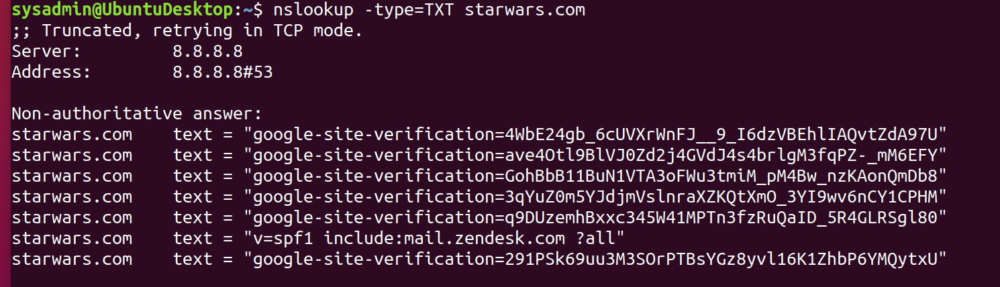 sysadmin@UbuntuDesktop:~$ nslookup -type=TXT starwars.com
;; Truncated, retrying in TCP mode.
Server:		8.8.8.8
Address:	8.8.8.8#53

Non-authoritative answer:
starwars.com	text = "google-site-verification=4WbE24gb_6cUVXrWnFJ__9_I6dzVBEhlIAQvtZdA97U"
starwars.com	text = "google-site-verification=ave4Otl9BlVJ0Zd2j4GVdJ4s4brlgM3fqPZ-_mM6EFY"
starwars.com	text = "google-site-verification=GohBbB11BuN1VTA3oFWu3tmiM_pM4Bw_nzKAonQmDb8"
starwars.com	text = "google-site-verification=3qYuZ0m5YJdjmVslnraXZKQtXmO_3YI9wv6nCY1CPHM"
starwars.com	text = "google-site-verification=q9DUzemhBxxc345W41MPTn3fzRuQaID_5R4GLRSgl80"
starwars.com	text = "v=spf1 include:mail.zendesk.com ?all"
starwars.com	text = "google-site-verification=291PSk69uu3M3SOrPTBsYGz8yvl16K1ZhbP6YMQytxU"